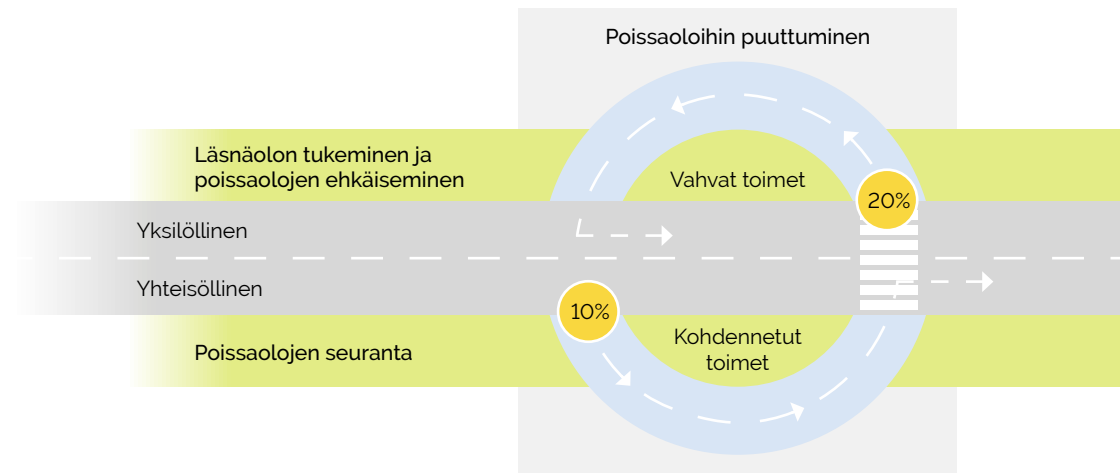 Poissaoloihin puuttuminen
Läsnäolon tukeminen ja
poissaolojen ehkäiseminen
Vahvat toimet
20%
Yksilöllinen
Yhteisöllinen
10%
Kohdennetut
toimet
Poissaolojen seuranta